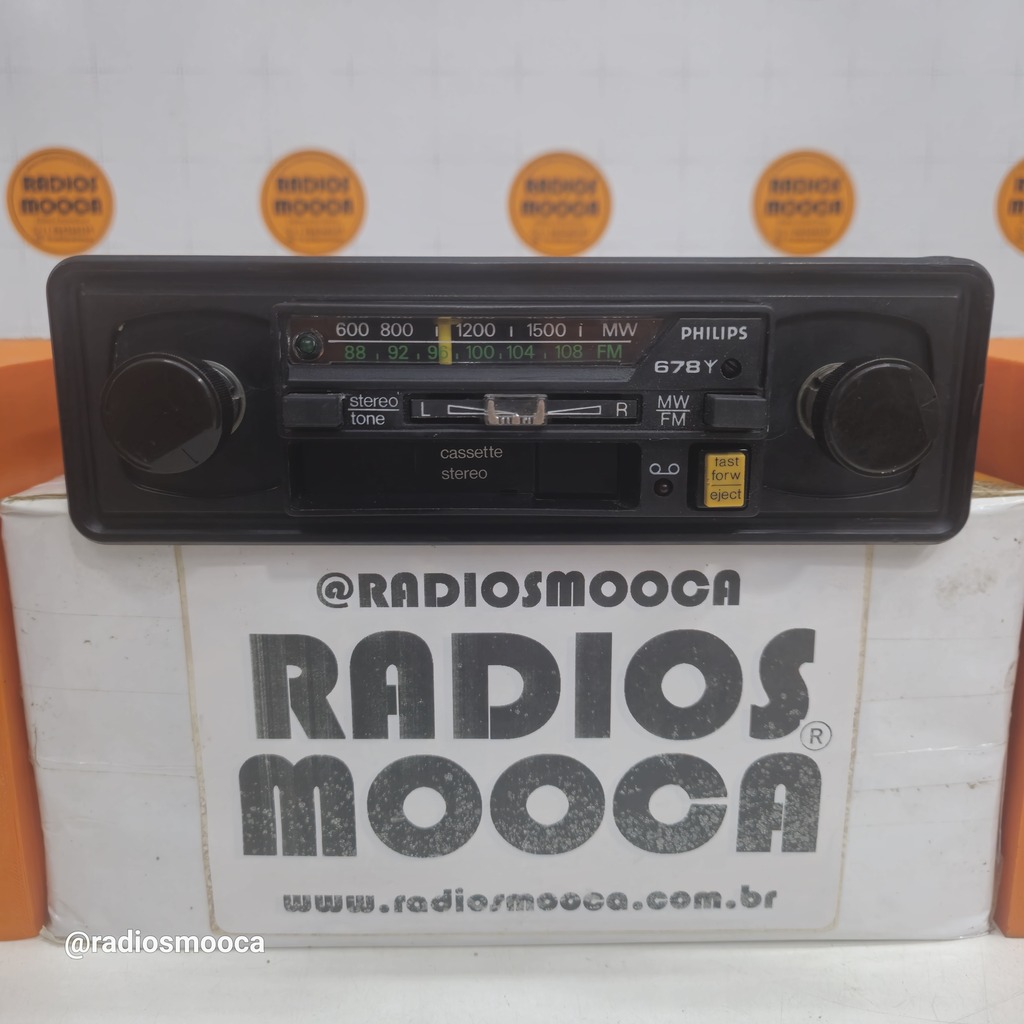 RADIOS
MOOCA
RADIOS
MOOCA
RADIOS
MOOCA
RADIOS
MOOCA
600 800 1200 1500 MW
PHILIPS
88 92 96 100 104 108 FM
678
stereo
tone
L R
MW
FM
cassette
stereo
fast
forw
eject
@RADIOSMOOCA
RADIOS
MOOCA
®
www.radiosmooca.com.br
@radiosmooca